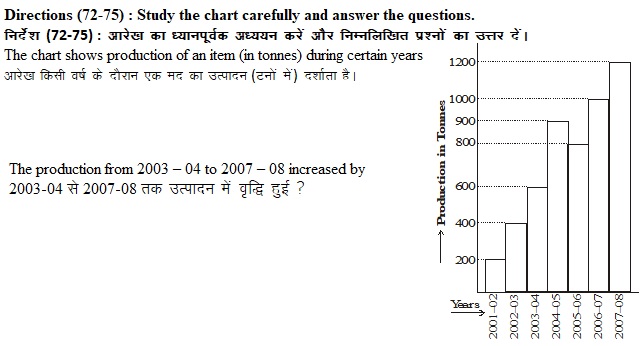 Directions (72-75) : Study the chart carefully and answer the questions.
निर्देश (72-75) : आरेख का ध्यानपूर्वक अध्ययन करें और निम्नलिखित प्रश्नों का उत्तर दें।
The chart shows production of an item (in tonnes) during certain years
आरेख किसी वर्ष के दौरान एक मद का उत्पादन (टनों में) दर्शाता है।
The production from 2003 – 04 to 2007 – 08 increased by
2003-04 से 2007-08 तक उत्पादन में वृद्धि हुई ?
Production in Tonnes
1200
1000
900
800
600
400
200
Years
2001–02
2002–03
2003–04
2004–05
2005–06
2006–07
2007–08